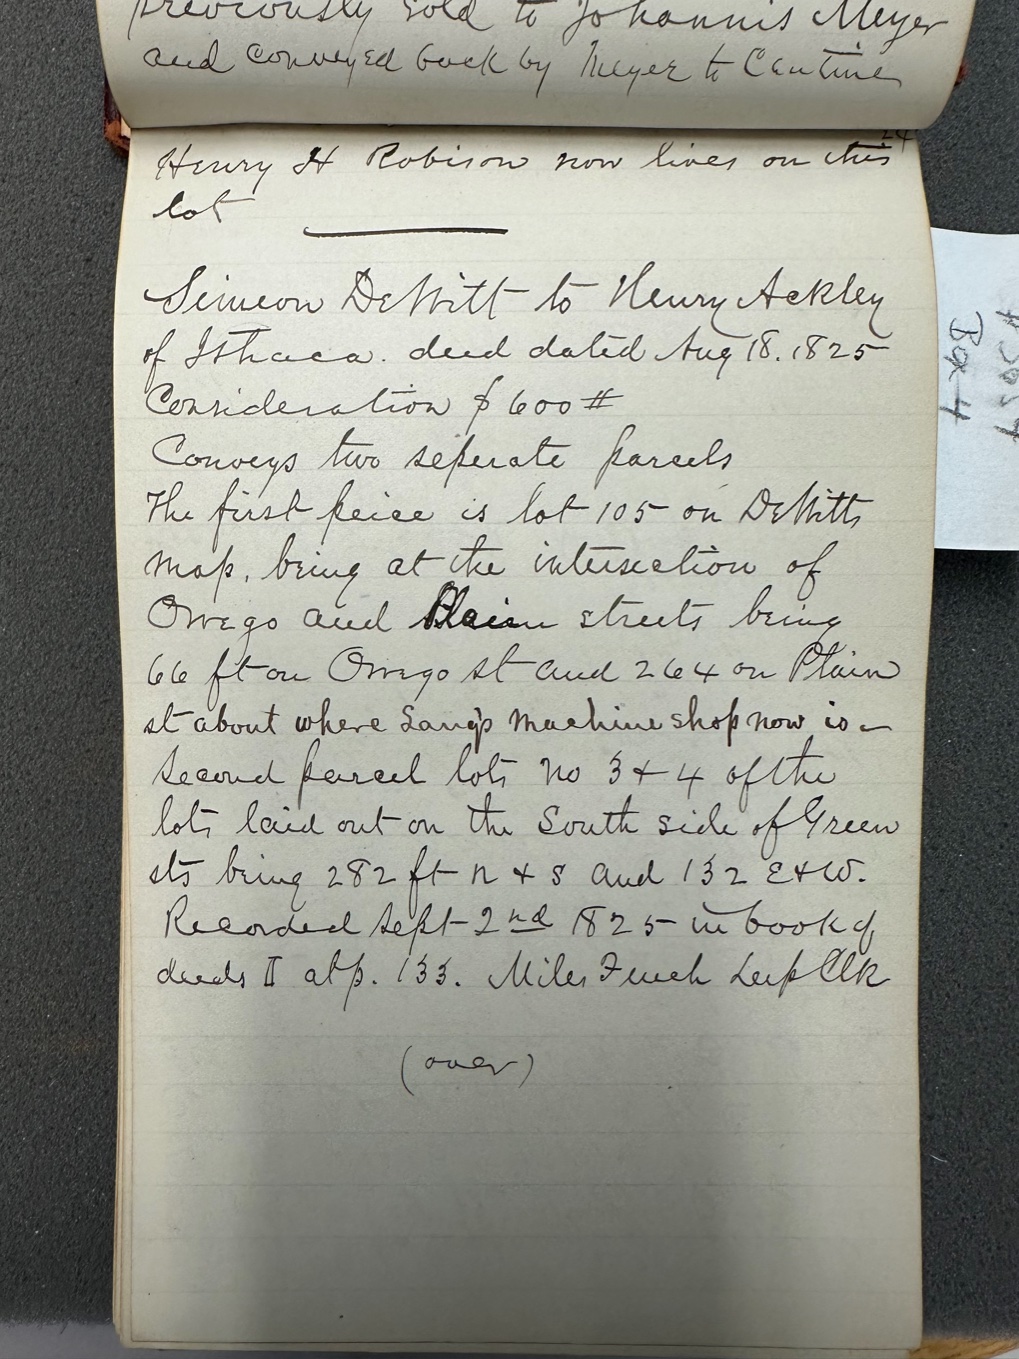 previously sold to Johannis Meyer
and conveyed back by Meyer to Cantine
24
Henry H Robison now lives on this
lot
Simeon DeWitt to Henry Ackley
of Ithaca. deed dated Aug 18. 1825
Consideration $600#
Conveys two seperate parcels
The first peice is lot 105 on DeWitts
map, being at the intersection of
Owego and Plain streets being
66 ft on Owego st and 264 on Plain
st about where Lang's Machine shop now is -
Second parcel lots no 3 & 4 of the
lots laid out on the South side of Green
sts being 282 ft n & s and 132 E & W.
Recorded Sept 2nd 1825 in book of
deeds I at p. 133. Miles Finch Dep Clk
(over)
Box 4